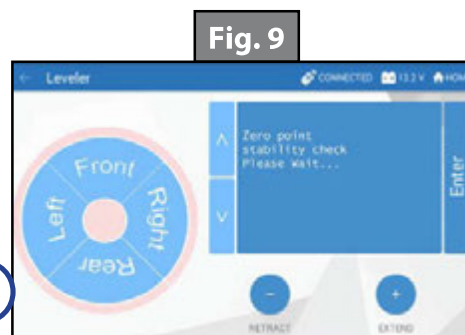 Fig. 9
← Leveler
CONNECTED 13.2 V HOM
Front
Left
Right
Rear
Zero point
stability check
Please Wait...
Enter
RETRACT
EXTEND